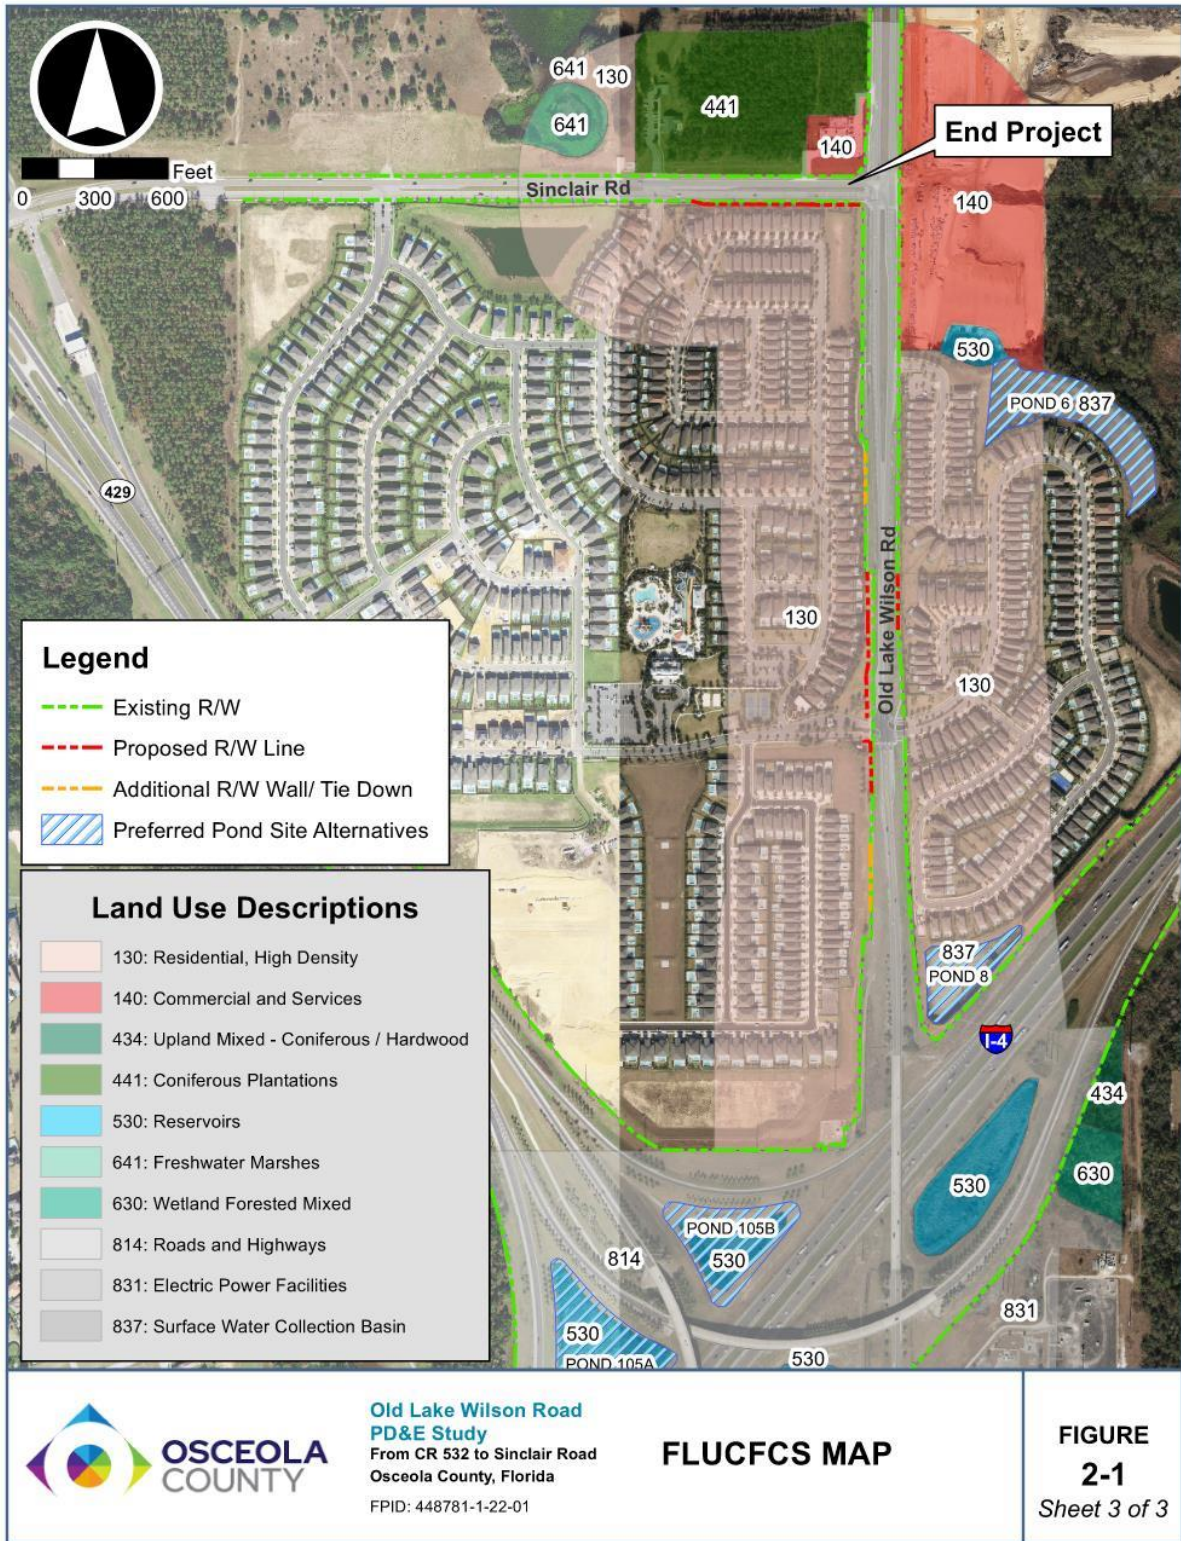 641
130
641
441
140
End Project
Feet
0 300 600
Sinclair Rd
140
530
POND 6 837
429
Old Lake Wilson Rd
130
130
Legend
Existing R/W
Proposed R/W Line
Additional R/W Wall/ Tie Down
Preferred Pond Site Alternatives
Land Use Descriptions
130: Residential, High Density
140: Commercial and Services
434: Upland Mixed - Coniferous / Hardwood
441: Coniferous Plantations
530: Reservoirs
641: Freshwater Marshes
630: Wetland Forested Mixed
814: Roads and Highways
831: Electric Power Facilities
837: Surface Water Collection Basin
837
POND 8
I-4
434
630
530
POND 105B
530
814
831
530
POND 105A
530
OSCEOLA
COUNTY
Old Lake Wilson Road
PD&E Study
From CR 532 to Sinclair Road
Osceola County, Florida
FPID: 448781-1-22-01
FLUCFCS MAP
FIGURE
2-1
Sheet 3 of 3